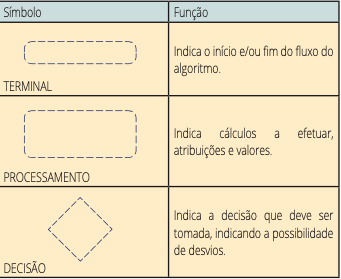 Símbolo
Função
TERMINAL
Indica o início e/ou fim do fluxo do
algoritmo.
PROCESSAMENTO
Indica cálculos a efetuar,
atribuições e valores.
DECISÃO
Indica a decisão que deve ser
tomada, indicando a possibilidade
de desvios.